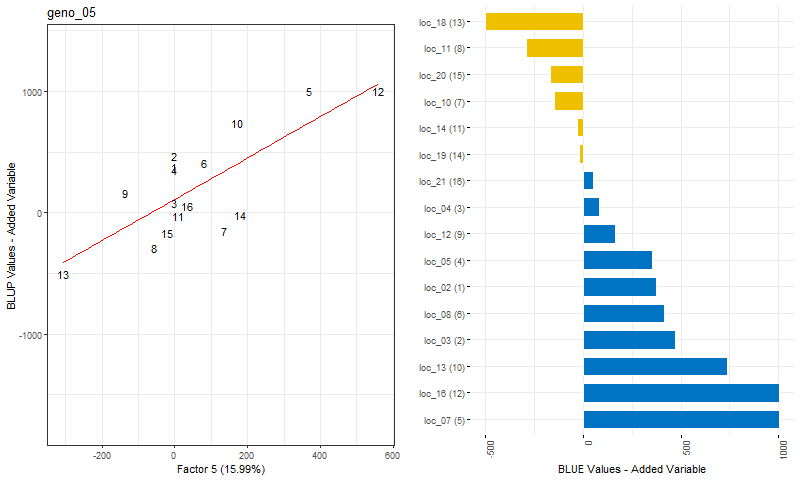 geno_05
BLUP Values - Added Variable
1000
0
-1000
5
12
10
2
6
1
4
9
3
16
11
14
15
7
8
13
-200
0
200
400
600
Factor 5 (15.99%)
loc_18 (13)
loc_11 (8)
loc_20 (15)
loc_10 (7)
loc_14 (11)
loc_19 (14)
loc_21 (16)
loc_04 (3)
loc_12 (9)
loc_05 (4)
loc_02 (1)
loc_08 (6)
loc_03 (2)
loc_13 (10)
loc_16 (12)
loc_07 (5)
-500
0
500
1000
BLUE Values - Added Variable